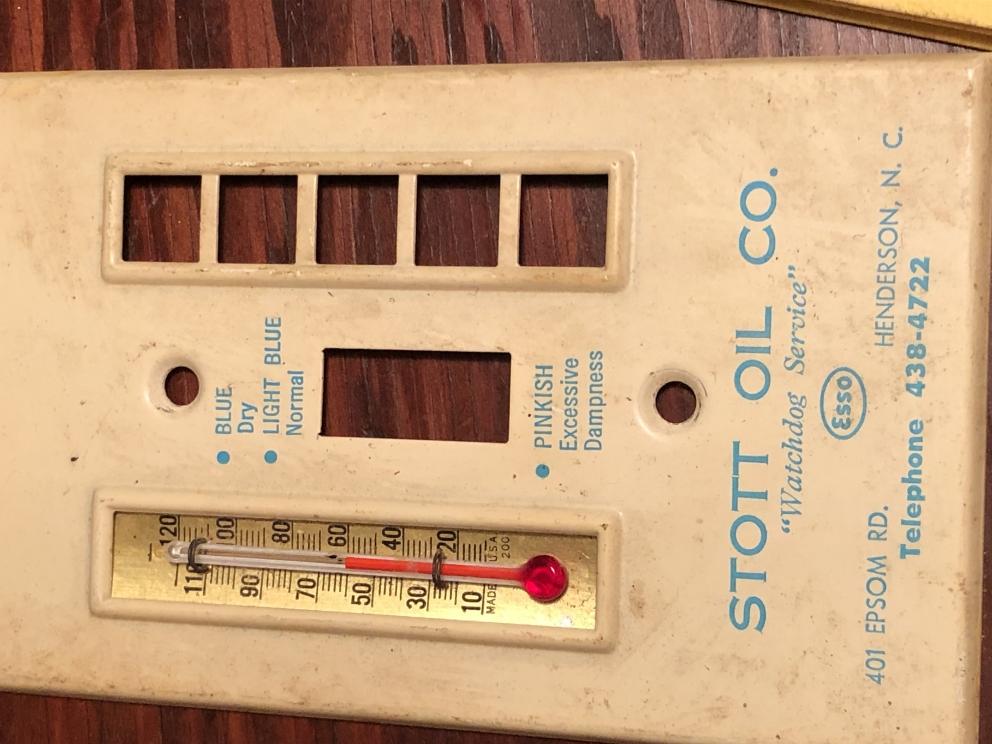 ● BLUE
Dry
● LIGHT BLUE
Normal
● PINKISH
Excessive
Dampness
120
110
100
90
80
70
60
50
40
30
20
10
MADE USA
200
STOTT OIL CO.
“Watchdog Service”
Esso
401 EPSOM RD. HENDERSON, N. C.
Telephone 438-4722